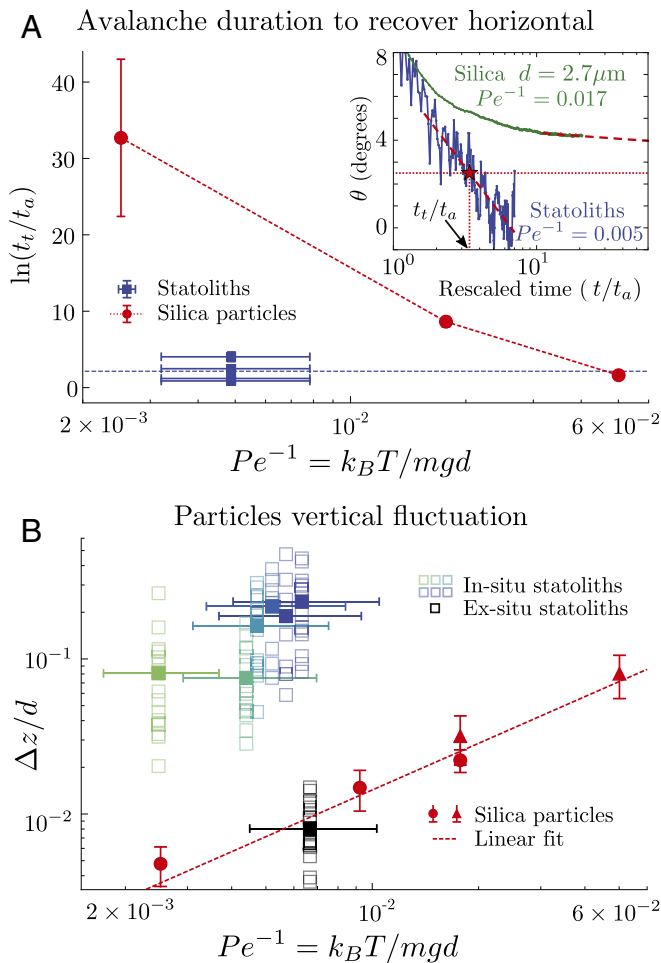 A Avalanche duration to recover horizontal
ln(t_t/t_a)
40
30
20
10
0
Statoliths
Silica particles
2 × 10⁻³
10⁻²
6 × 10⁻²
Pe⁻¹ = k_BT/mgd
θ (degrees)
8
4
0
Silica d = 2.7μm
Pe⁻¹ = 0.017
t_t/t_a
Statoliths
Pe⁻¹ = 0.005
10⁰
10¹
Rescaled time (t/t_a)
B Particles vertical fluctuation
Δz/d
10⁻¹
10⁻²
In-situ statoliths
Ex-situ statoliths
Silica particles
Linear fit
2 × 10⁻³
10⁻²
6 × 10⁻²
Pe⁻¹ = k_BT/mgd